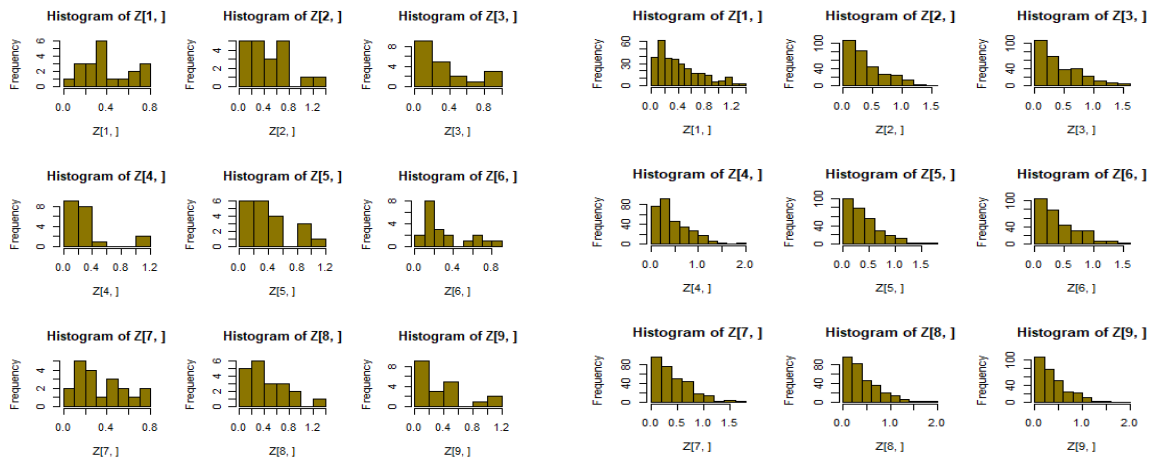 Histogram of Z[1, ] Histogram of Z[2, ] Histogram of Z[3, ]
Frequency 0 2 4 6 0.0 0.4 0.8 Z[1, ]
Frequency 0 2 4 0.0 0.4 0.8 1.2 Z[2, ]
Frequency 0 4 8 0.0 0.4 0.8 Z[3, ]
Histogram of Z[4, ] Histogram of Z[5, ] Histogram of Z[6, ]
Frequency 0 4 8 0.0 0.4 0.8 1.2 Z[4, ]
Frequency 0 2 4 6 0.0 0.4 0.8 1.2 Z[5, ]
Frequency 0 4 8 0.0 0.4 0.8 Z[6, ]
Histogram of Z[7, ] Histogram of Z[8, ] Histogram of Z[9, ]
Frequency 0 2 4 0.0 0.4 0.8 Z[7, ]
Frequency 0 2 4 6 0.0 0.4 0.8 1.2 Z[8, ]
Frequency 0 4 8 0.0 0.4 0.8 1.2 Z[9, ]
Histogram of Z[1, ] Histogram of Z[2, ] Histogram of Z[3, ]
Frequency 0 30 60 0.0 0.4 0.8 1.2 Z[1, ]
Frequency 0 40 100 0.0 0.5 1.0 1.5 Z[2, ]
Frequency 0 40 100 0.0 0.5 1.0 1.5 Z[3, ]
Histogram of Z[4, ] Histogram of Z[5, ] Histogram of Z[6, ]
Frequency 0 40 80 0.0 1.0 2.0 Z[4, ]
Frequency 0 40 100 0.0 0.5 1.0 1.5 Z[5, ]
Frequency 0 40 100 0.0 0.5 1.0 1.5 Z[6, ]
Histogram of Z[7, ] Histogram of Z[8, ] Histogram of Z[9, ]
Frequency 0 40 80 0.0 0.5 1.0 1.5 Z[7, ]
Frequency 0 40 100 0.0 1.0 2.0 Z[8, ]
Frequency 0 40 100 0.0 1.0 2.0 Z[9, ]